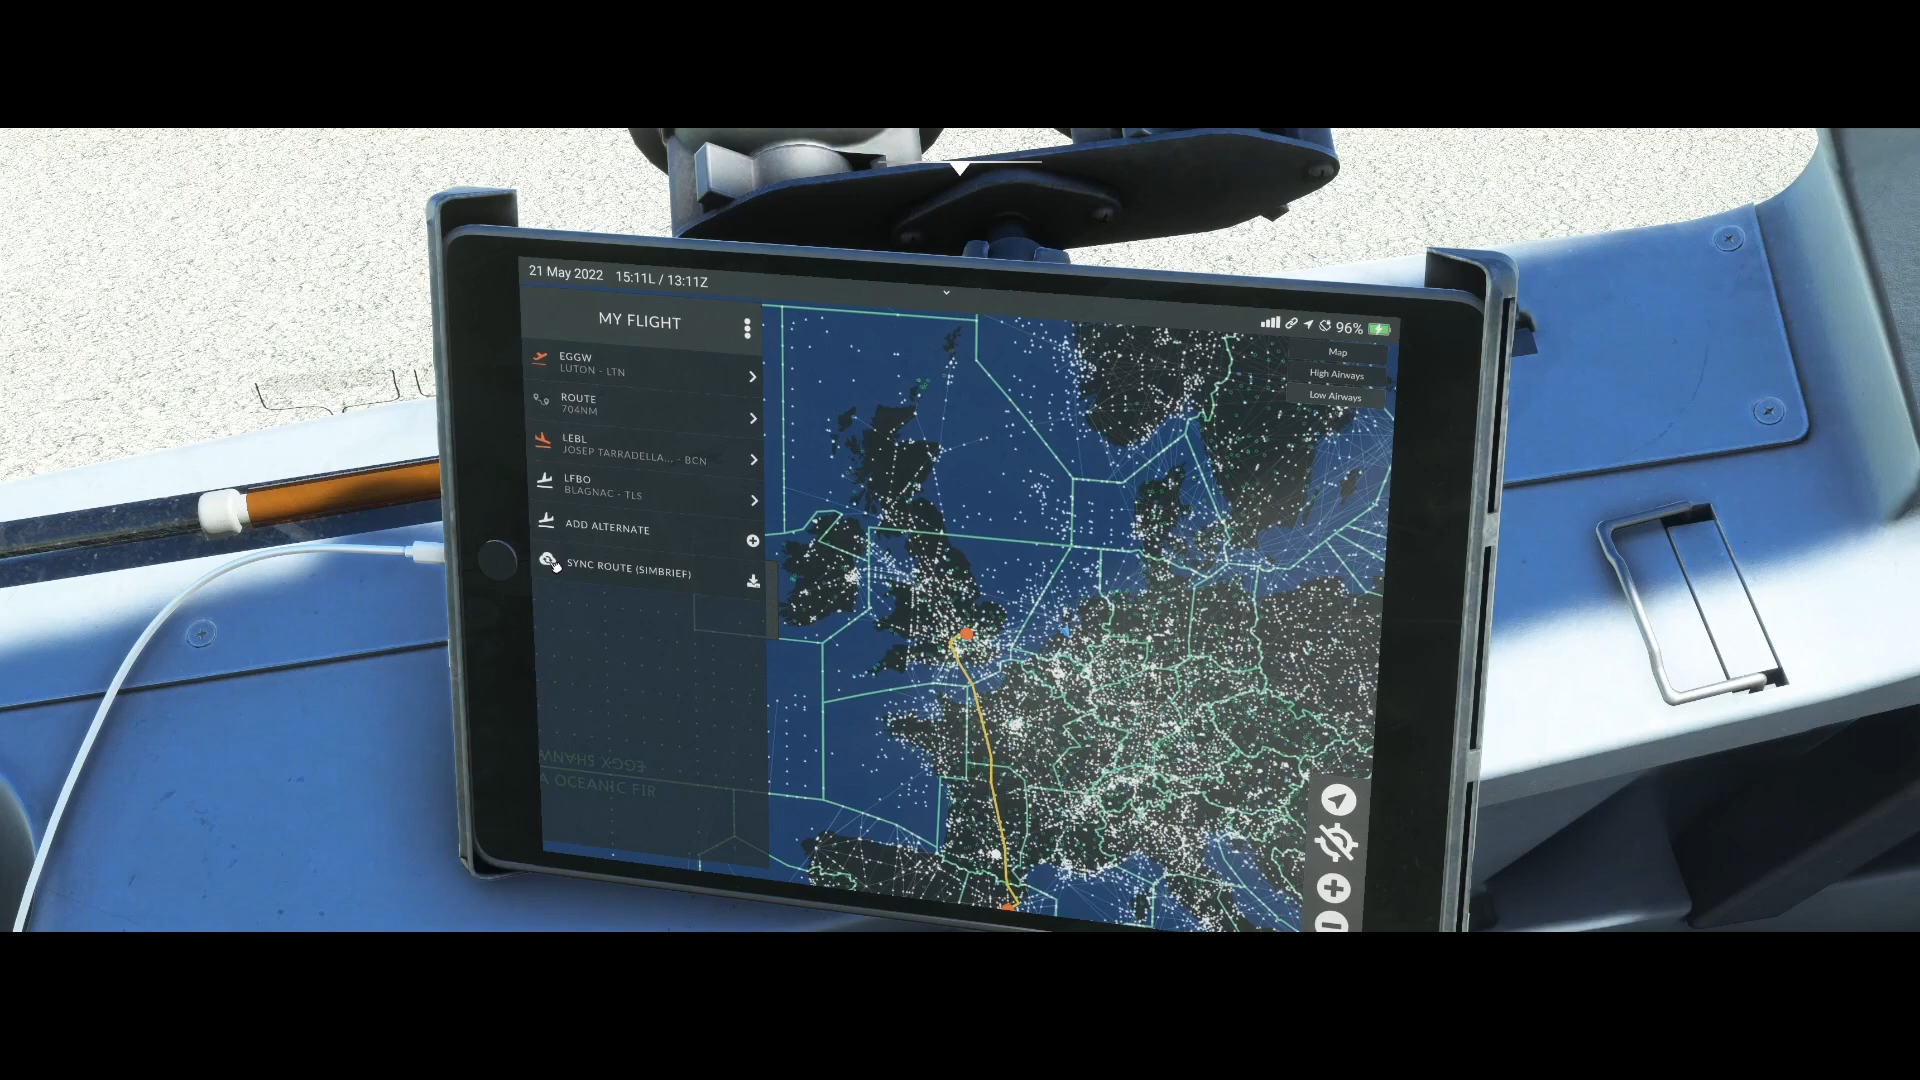 21 May 2022 15:11L / 13:11Z
96%
MY FLIGHT
EGGW
LUTON - LTN
ROUTE
704NM
LEBL
JOSEP TARRADELLA... - BCN
LFBO
BLAGNAC - TLS
ADD ALTERNATE
SYNC ROUTE (SIMBRIEF)
Map
High Airways
Low Airways
EGGX SHANW
A OCEANIC FIR